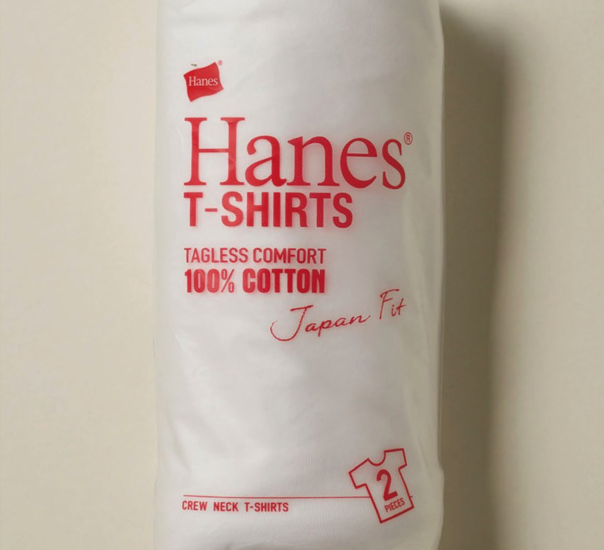 Hanes®
Hanes®
T-SHIRTS
TAGLESS COMFORT
100% COTTON
Japan Fit
CREW NECK T-SHIRTS
2
PIECES